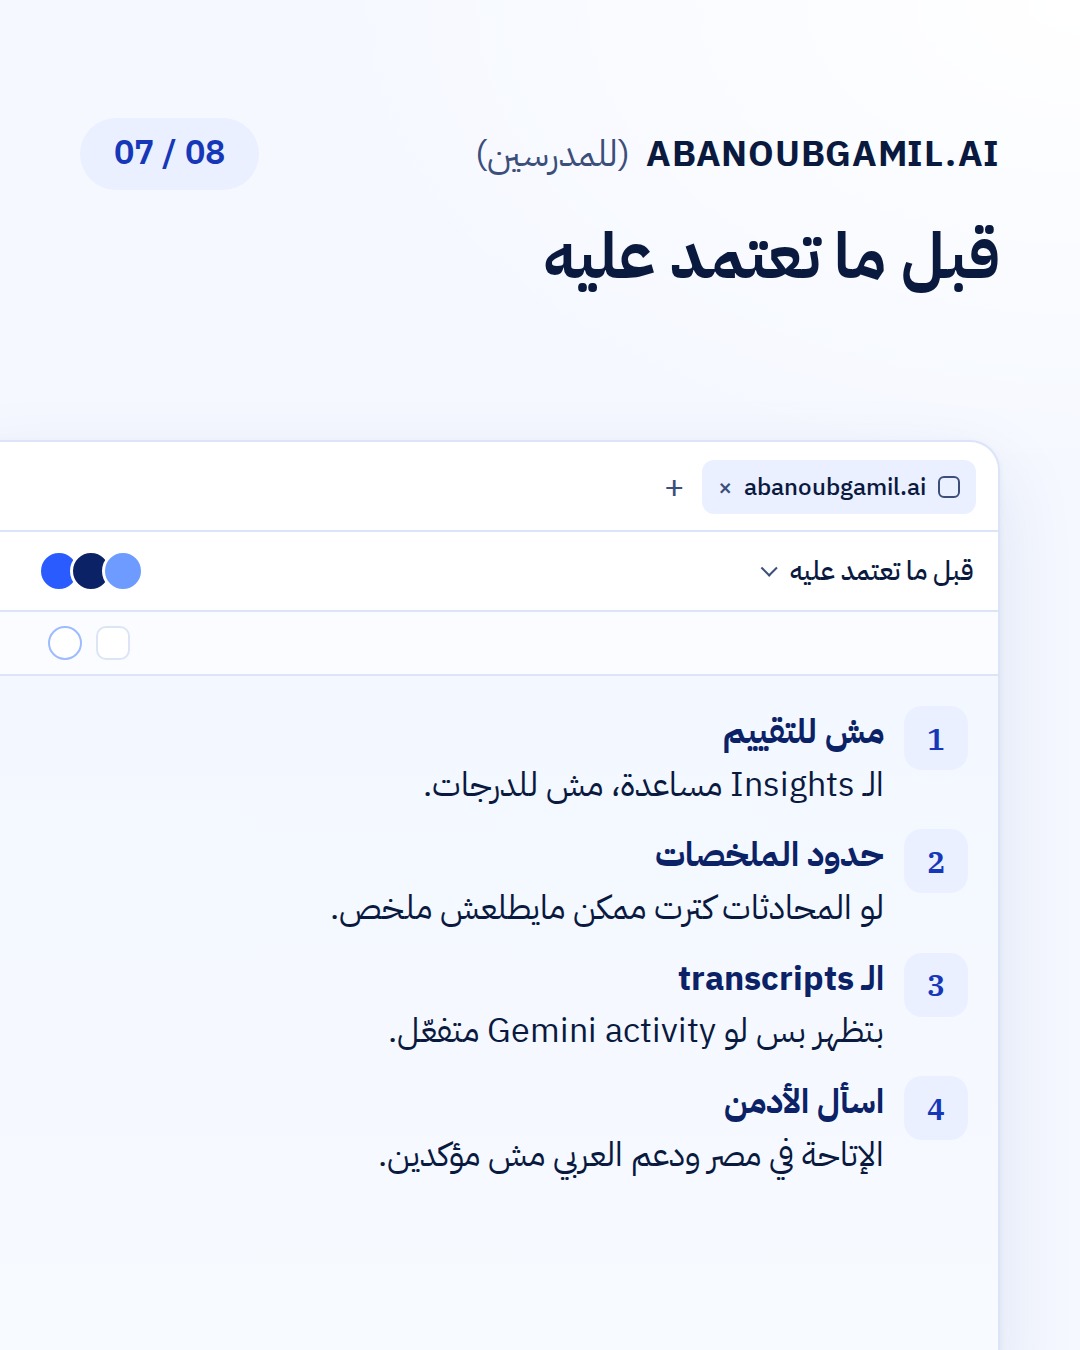 ABANOUBGAMIL.AI (للمدرسين)
07 / 08
قبل ما تعتمد عليه
abanoubgamil.ai × +
قبل ما تعتمد عليه
1
مش للتقييم
الـ Insights مساعدة، مش للدرجات.
2
حدود الملخصات
لو المحادثات كترت ممكن مايطلعش ملخص.
3
الـ transcripts
بتظهر بس لو Gemini activity متفعّل.
4
اسأل الأدمن
الإتاحة في مصر ودعم العربي مش مؤكدين.